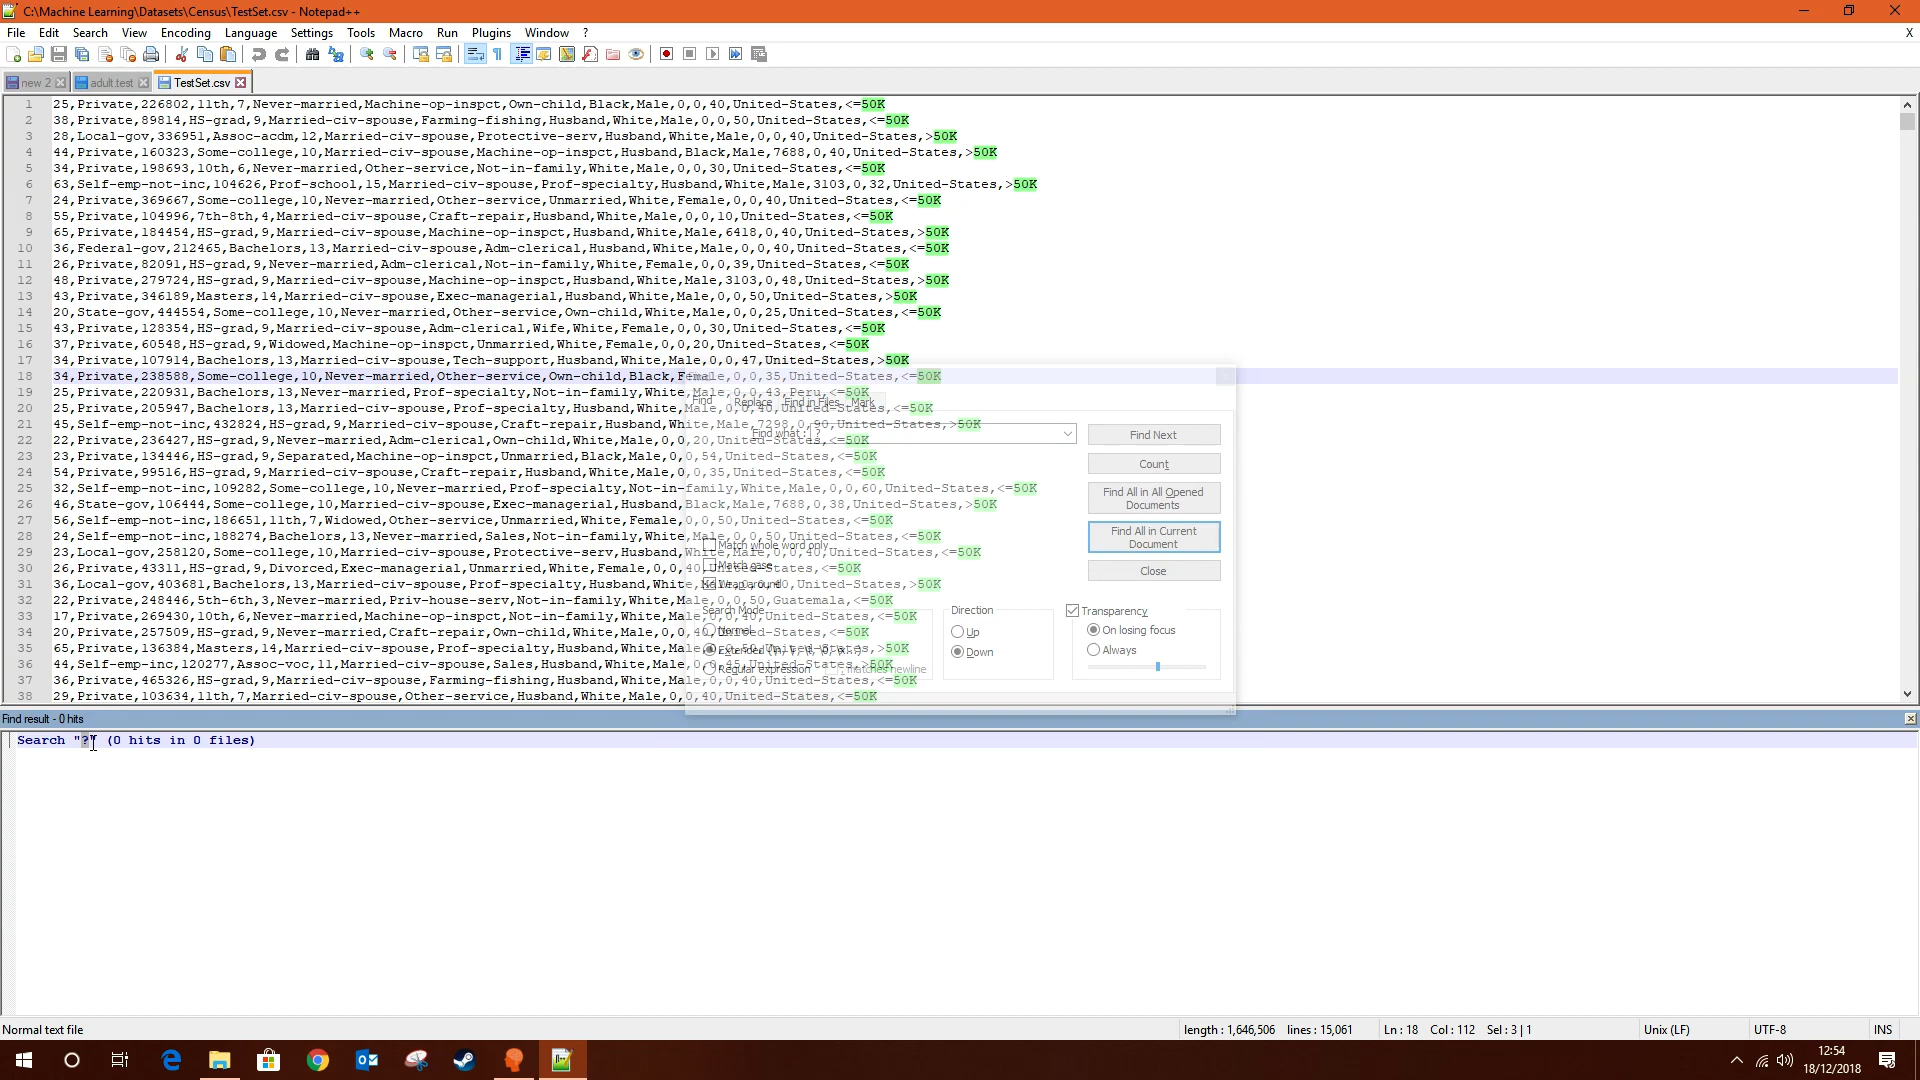 C:\Machine Learning\Datasets\Census\TestSet.csv - Notepad++
File Edit Search View Encoding Language Settings Tools Macro Run Plugins Window ? X
new 2 adult.test TestSet.csv
1 25,Private,226802,11th,7,Never-married,Machine-op-inspct,Own-child,Black,Male,0,0,40,United-States,<=50K
2 38,Private,89814,HS-grad,9,Married-civ-spouse,Farming-fishing,Husband,White,Male,0,0,50,United-States,<=50K
3 28,Local-gov,336951,Assoc-acdm,12,Married-civ-spouse,Protective-serv,Husband,White,Male,0,0,40,United-States,>50K
4 44,Private,160323,Some-college,10,Married-civ-spouse,Machine-op-inspct,Husband,Black,Male,7688,0,40,United-States,>50K
5 34,Private,198693,10th,6,Never-married,Other-service,Not-in-family,White,Male,0,0,30,United-States,<=50K
6 63,Self-emp-not-inc,104626,Prof-school,15,Married-civ-spouse,Prof-specialty,Husband,White,Male,3103,0,32,United-States,>50K
7 24,Private,369667,Some-college,10,Never-married,Other-service,Unmarried,White,Female,0,0,40,United-States,<=50K
8 55,Private,104996,7th-8th,4,Married-civ-spouse,Craft-repair,Husband,White,Male,0,0,10,United-States,<=50K
9 65,Private,184454,HS-grad,9,Married-civ-spouse,Machine-op-inspct,Husband,White,Male,6418,0,40,United-States,>50K
10 36,Federal-gov,212465,Bachelors,13,Married-civ-spouse,Adm-clerical,Husband,White,Male,0,0,40,United-States,<=50K
11 26,Private,82091,HS-grad,9,Never-married,Adm-clerical,Not-in-family,White,Female,0,0,39,United-States,<=50K
12 48,Private,279724,HS-grad,9,Married-civ-spouse,Machine-op-inspct,Husband,White,Male,3103,0,48,United-States,>50K
13 43,Private,346189,Masters,14,Married-civ-spouse,Exec-managerial,Husband,White,Male,0,0,50,United-States,>50K
14 20,State-gov,444554,Some-college,10,Never-married,Other-service,Own-child,White,Male,0,0,25,United-States,<=50K
15 43,Private,128354,HS-grad,9,Married-civ-spouse,Adm-clerical,Wife,White,Female,0,0,30,United-States,<=50K
16 37,Private,60548,HS-grad,9,Widowed,Machine-op-inspct,Unmarried,White,Female,0,0,20,United-States,<=50K
17 34,Private,107914,Bachelors,13,Married-civ-spouse,Tech-support,Husband,White,Male,0,0,47,United-States,>50K
18 34,Private,238588,Some-college,10,Never-married,Other-service,Own-child,Black,Female,0,0,35,United-States,<=50K
19 25,Private,220931,Bachelors,13,Never-married,Prof-specialty,Not-in-family,White,Male,0,0,43,Peru,<=50K
20 25,Private,205947,Bachelors,13,Married-civ-spouse,Prof-specialty,Husband,White,Male,0,0,40,United-States,<=50K
21 45,Self-emp-not-inc,432824,HS-grad,9,Married-civ-spouse,Craft-repair,Husband,White,Male,7298,0,90,United-States,>50K
22 22,Private,236427,HS-grad,9,Never-married,Adm-clerical,Own-child,White,Male,0,0,20,United-States,<=50K
23 23,Private,134446,HS-grad,9,Separated,Machine-op-inspct,Unmarried,Black,Male,0,0,54,United-States,<=50K
24 54,Private,99516,HS-grad,9,Married-civ-spouse,Craft-repair,Husband,White,Male,0,0,35,United-States,<=50K
25 32,Self-emp-not-inc,109282,Some-college,10,Never-married,Prof-specialty,Not-in-family,White,Male,0,0,60,United-States,<=50K
26 46,State-gov,106444,Some-college,10,Married-civ-spouse,Exec-managerial,Husband,Black,Male,7688,0,38,United-States,>50K
27 56,Self-emp-not-inc,186651,11th,7,Widowed,Other-service,Unmarried,White,Female,0,0,50,United-States,<=50K
28 24,Self-emp-not-inc,188274,Bachelors,13,Never-married,Sales,Not-in-family,White,Male,0,0,50,United-States,<=50K
29 23,Local-gov,258120,Some-college,10,Married-civ-spouse,Protective-serv,Husband,White,Male,0,0,40,United-States,<=50K
30 26,Private,43311,HS-grad,9,Divorced,Exec-managerial,Unmarried,White,Female,0,0,40,United-States,<=50K
31 36,Local-gov,403681,Bachelors,13,Married-civ-spouse,Prof-specialty,Husband,White,Male,0,0,40,United-States,>50K
32 22,Private,248446,5th-6th,3,Never-married,Priv-house-serv,Not-in-family,White,Male,0,0,50,Guatemala,<=50K
33 17,Private,269430,10th,6,Never-married,Machine-op-inspct,Not-in-family,White,Male,0,0,40,United-States,<=50K
34 20,Private,257509,HS-grad,9,Never-married,Craft-repair,Own-child,White,Male,0,0,40,United-States,<=50K
35 65,Private,136384,Masters,14,Married-civ-spouse,Prof-specialty,Husband,White,Male,0,0,50,United-States,>50K
36 44,Self-emp-inc,120277,Assoc-voc,11,Married-civ-spouse,Sales,Husband,White,Male,0,0,45,United-States,>50K
37 36,Private,465326,HS-grad,9,Married-civ-spouse,Farming-fishing,Husband,White,Male,0,0,40,United-States,<=50K
38 29,Private,103634,11th,7,Married-civ-spouse,Other-service,Husband,White,Male,0,0,40,United-States,<=50K
Find
Find Replace Find in Files Mark
Find what : ?
Find Next
Count
Find All in All Opened
Documents
Find All in Current
Document
Close
Match whole word only
Match case
Wrap around
Search Mode
Normal
Extended (\n, \r, \t, \0, \x...)
Regular expression . matches newline
Direction
Up
Down
Transparency
On losing focus
Always
Find result - 0 hits
Search "?" (0 hits in 0 files)
Normal text file length : 1,646,506 lines : 15,061 Ln : 18 Col : 112 Sel : 3 | 1 Unix (LF) UTF-8 INS
12:54
18/12/2018